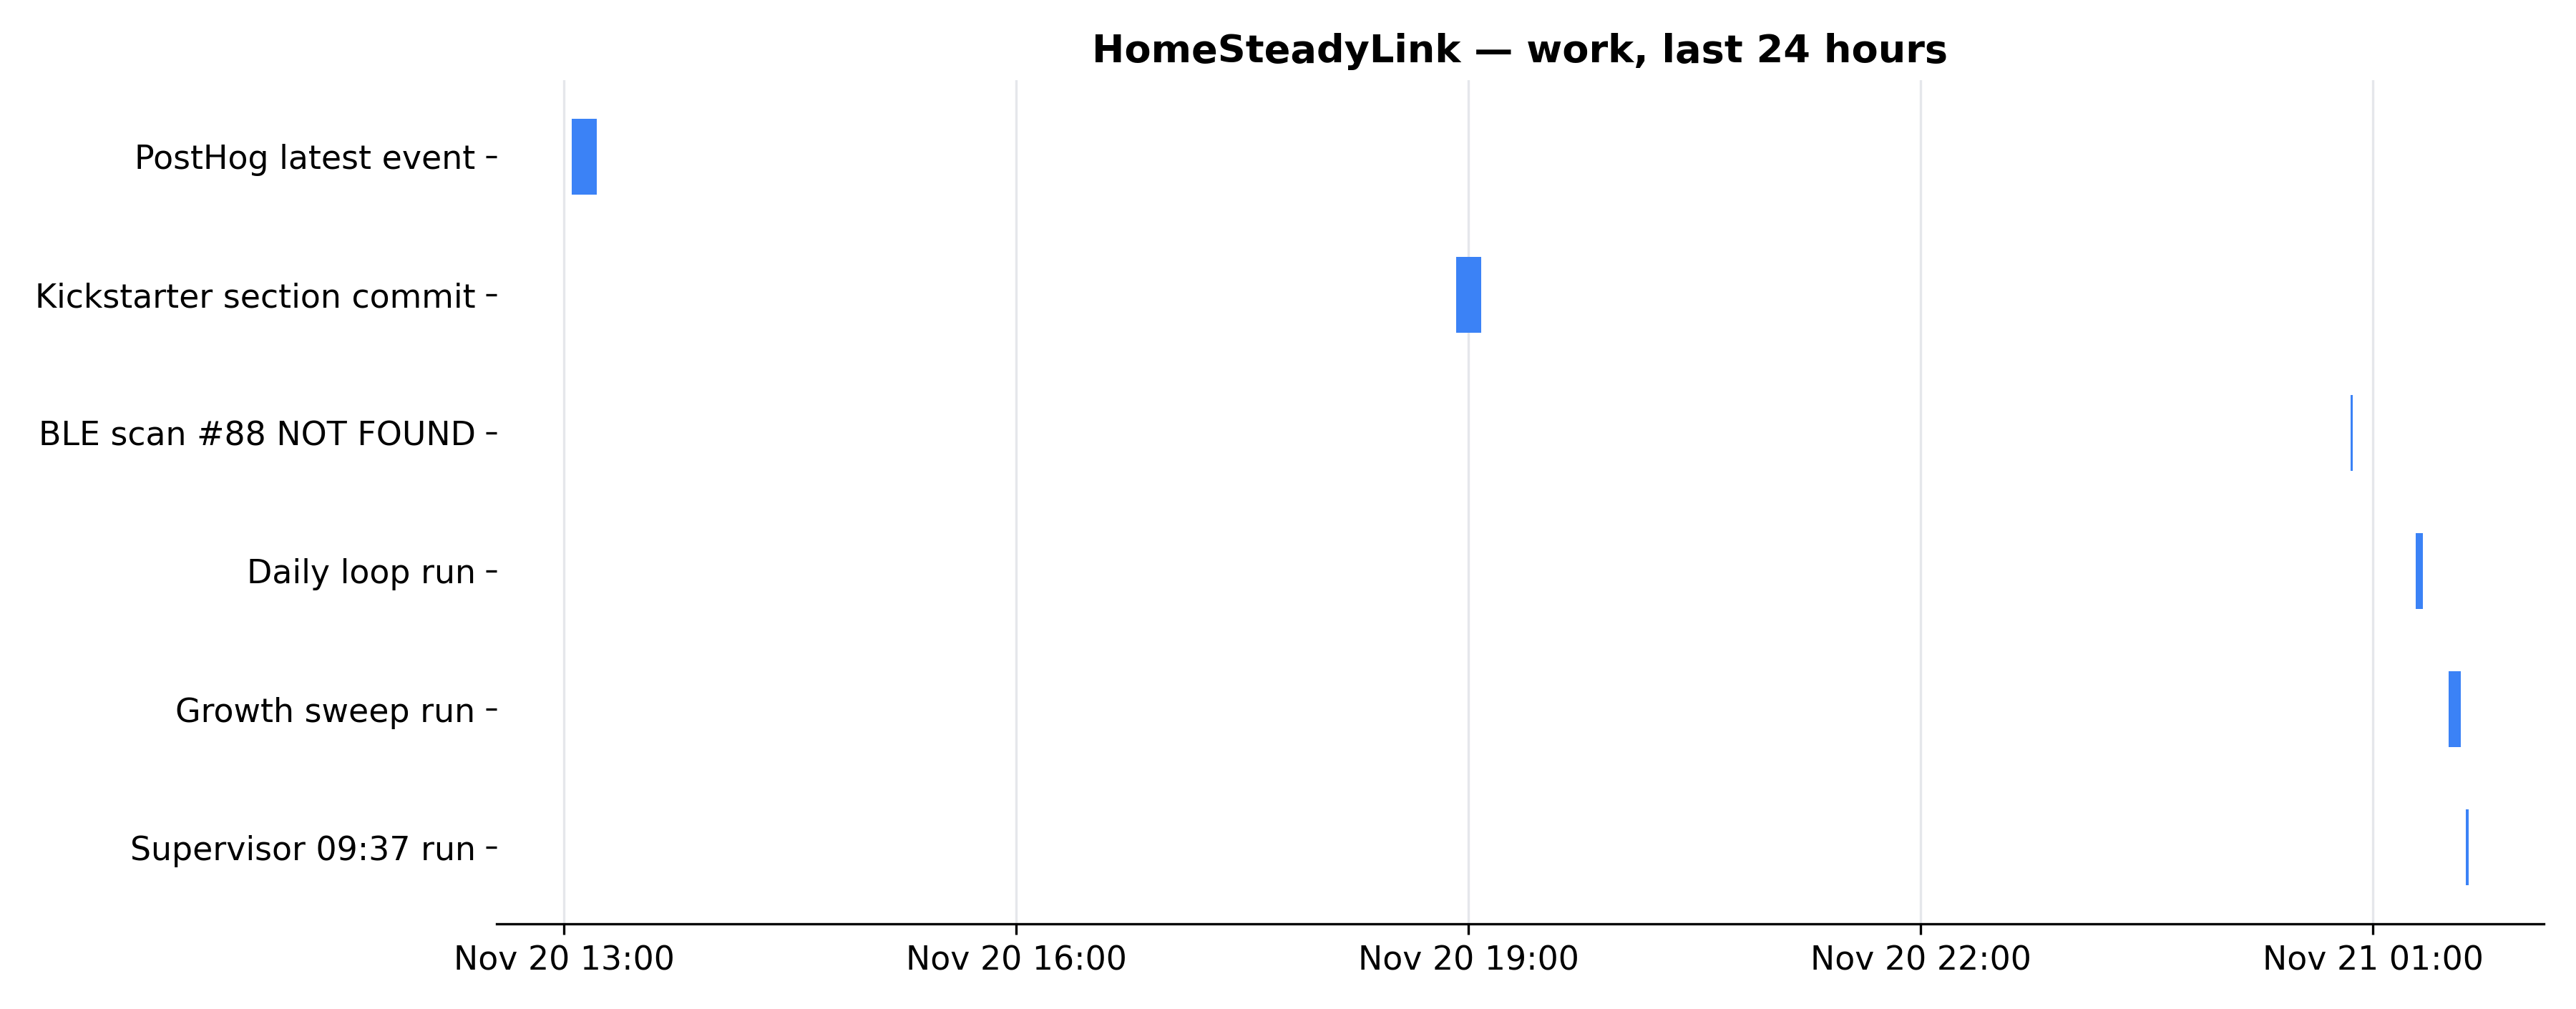 HomeSteadyLink — work, last 24 hours
PostHog latest event
Kickstarter section commit
BLE scan #88 NOT FOUND
Daily loop run
Growth sweep run
Supervisor 09:37 run
Nov 20 13:00
Nov 20 16:00
Nov 20 19:00
Nov 20 22:00
Nov 21 01:00